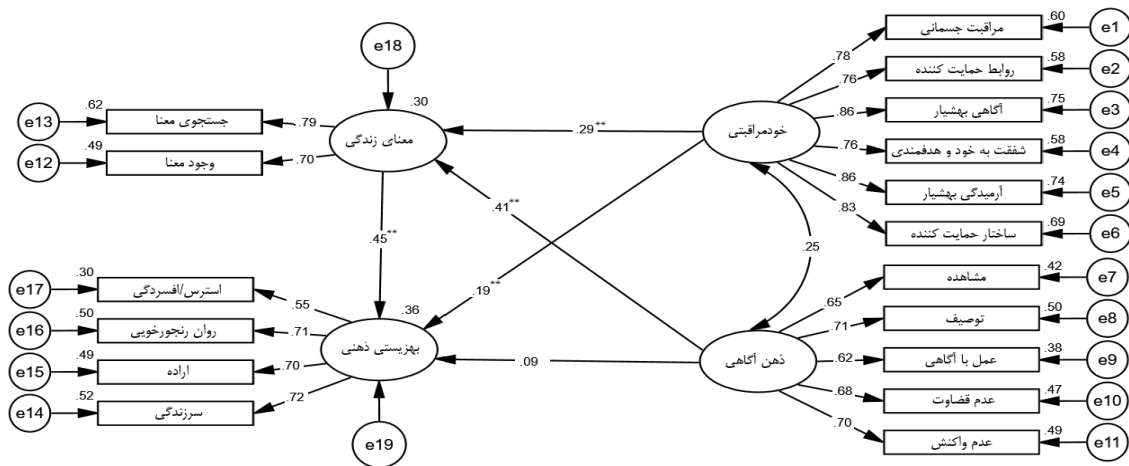 e18
.30
معنای زندگی
e13
.62
جستجوی معنا
.79
e12
.49
وجود معنا
.70
.29**
.41**
.45**
.19**
.09
.25
e17
.30
استرس/افسردگی
.55
e16
.50
روان رنجورخویی
.71
e15
.49
اراده
.70
e14
.52
سرزندگی
.72
.36
بهزیستی ذهنی
e19
خودمراقبتی
.78
مراقبت جسمانی
.60
e1
.76
روابط حمایت کننده
.58
e2
.86
آگاهی بهشیار
.75
e3
.76
شفقت به خود و هدفمندی
.58
e4
.86
آرمیدگی بهشیار
.74
e5
.83
ساختار حمایت کننده
.69
e6
ذهن آگاهی
.65
مشاهده
.42
e7
.71
توصیف
.50
e8
.62
عمل با آگاهی
.38
e9
.68
عدم قضاوت
.47
e10
.70
عدم واکنش
.49
e11